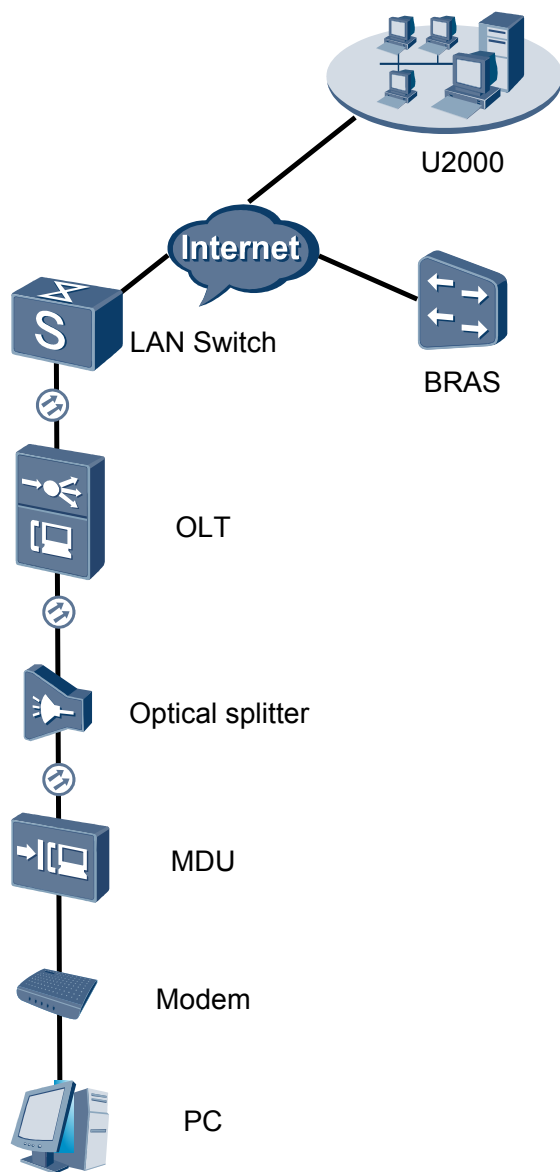 U2000
Internet
S
LAN Switch
BRAS
OLT
Optical splitter
MDU
Modem
PC